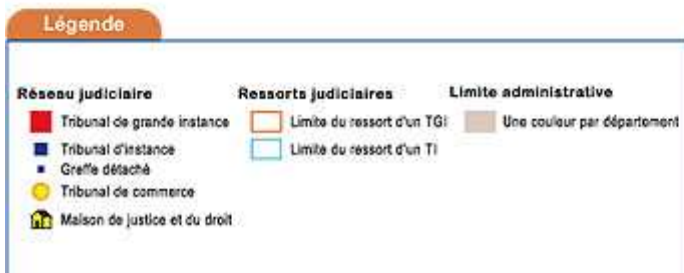 Légende
Réseau judiciaire
Tribunal de grande instance
Tribunal d'instance
Greffe détaché
Tribunal de commerce
Maison de justice et du droit
Ressorts judiciaires
Limite du ressort d'un TGI
Limite du ressort d'un TI
Limite administrative
Une couleur par département